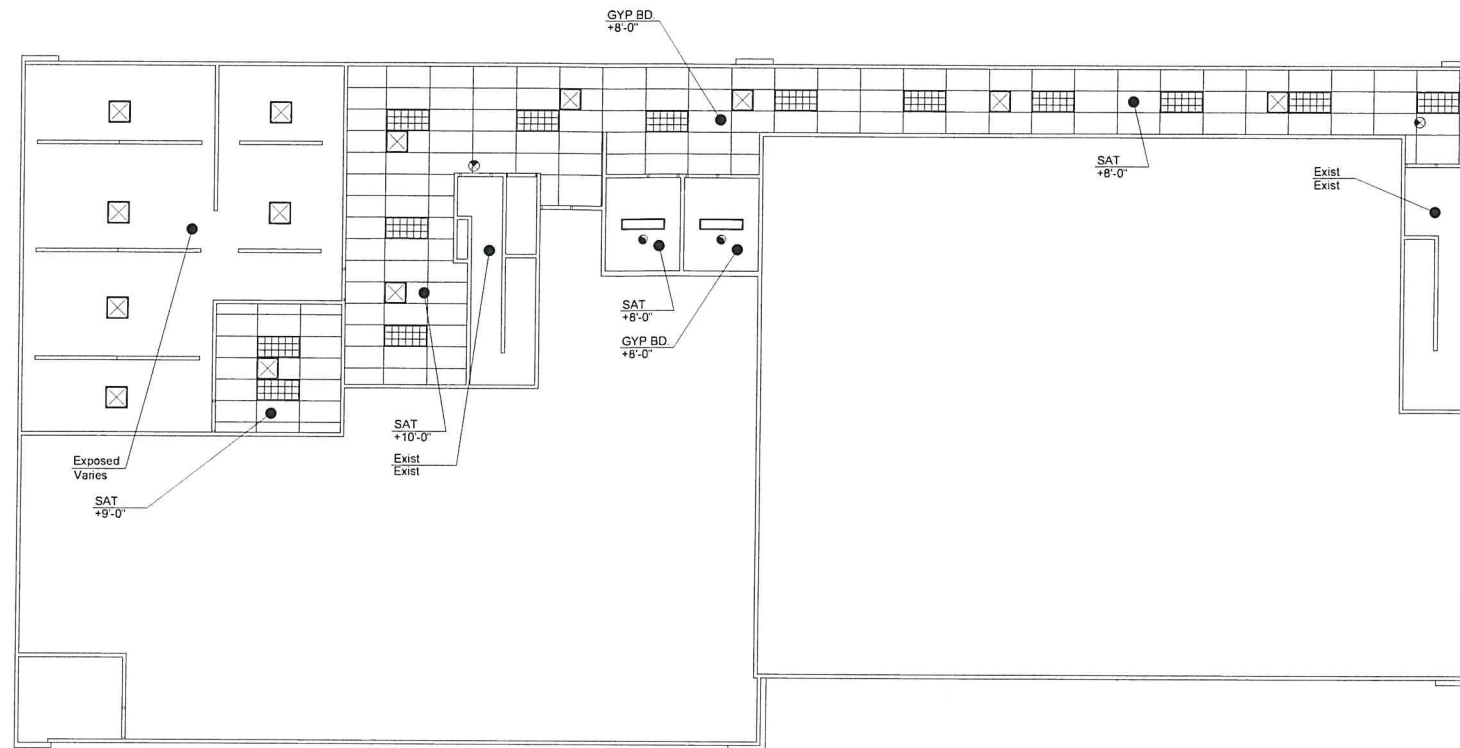 GYP BD.
+8'-0"
SAT
+8'-0"
Exist
Exist
SAT
+8'-0"
GYP BD.
+8'-0"
SAT
+10'-0"
Exist
Exist
Exposed
Varies
SAT
+9'-0"